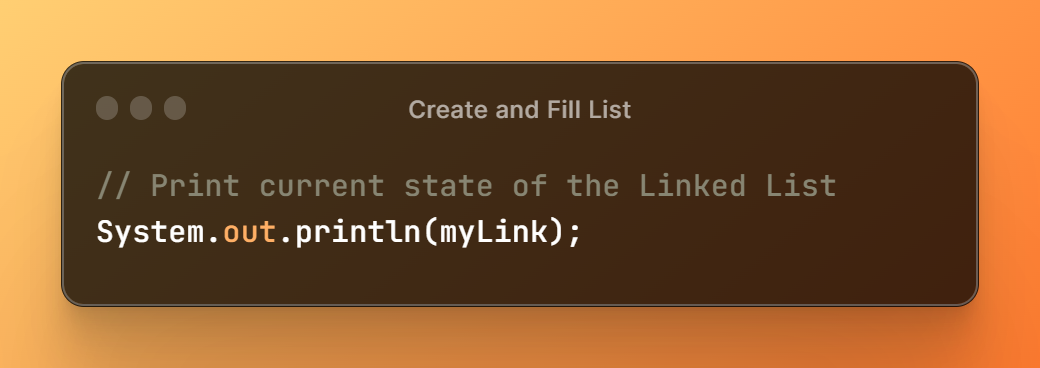 Create and Fill List
// Print current state of the Linked List
System.out.println(myLink);